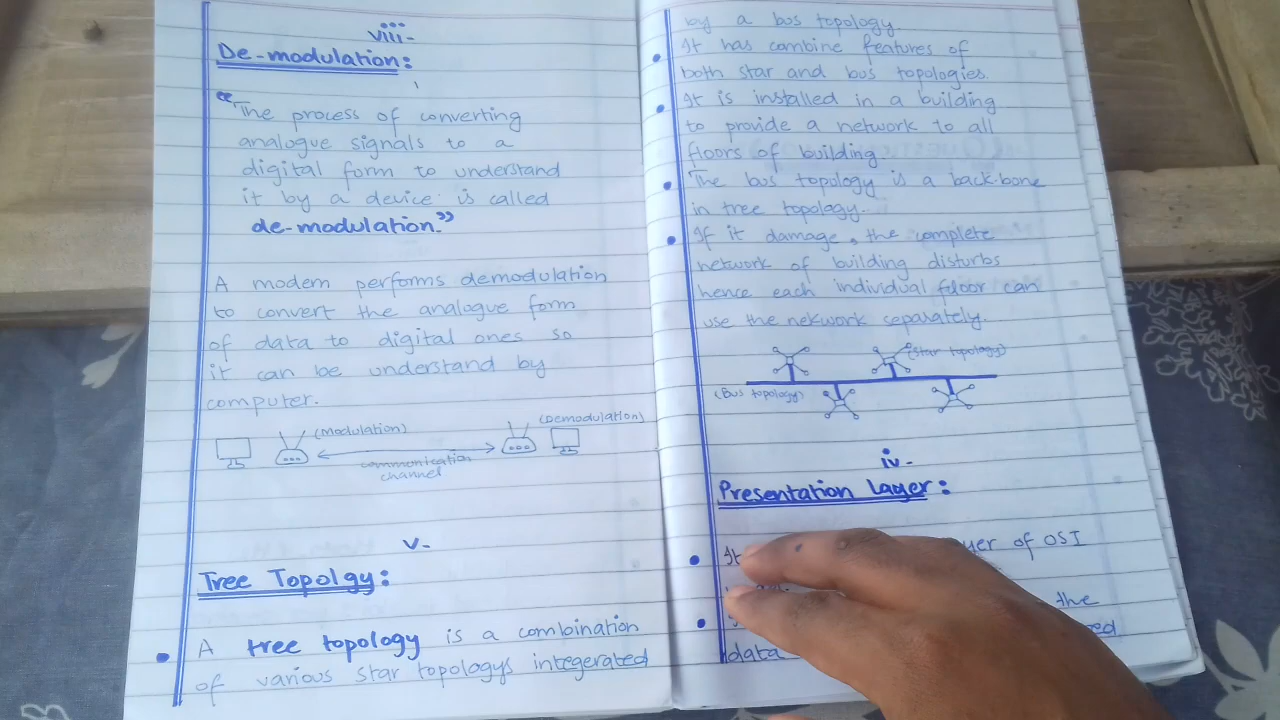 viii-
De-modulation:
"The process of converting
analogue signals to a
digital form to understand
it by a device is called
de-modulation."
A modem performs demodulation
to convert the analogue form
of data to digital ones so
it can be understand by
computer.
(modulation)
(Demodulation)
communication
channel
v-
Tree Topolgy:
A tree topology is a combination
of various star topologys integerated
by a bus topology.
It has combine features of
both star and bus topologies.
It is installed in a building
to provide a network to all
floors of building.
The bus topology is a back-bone
in tree topology.
If it damage, the complete
network of building disturbs
hence each individual floor can
use the network separately.
(star topology)
(Bus topology)
iv-
Presentation Layer:
It of OSI
the
data